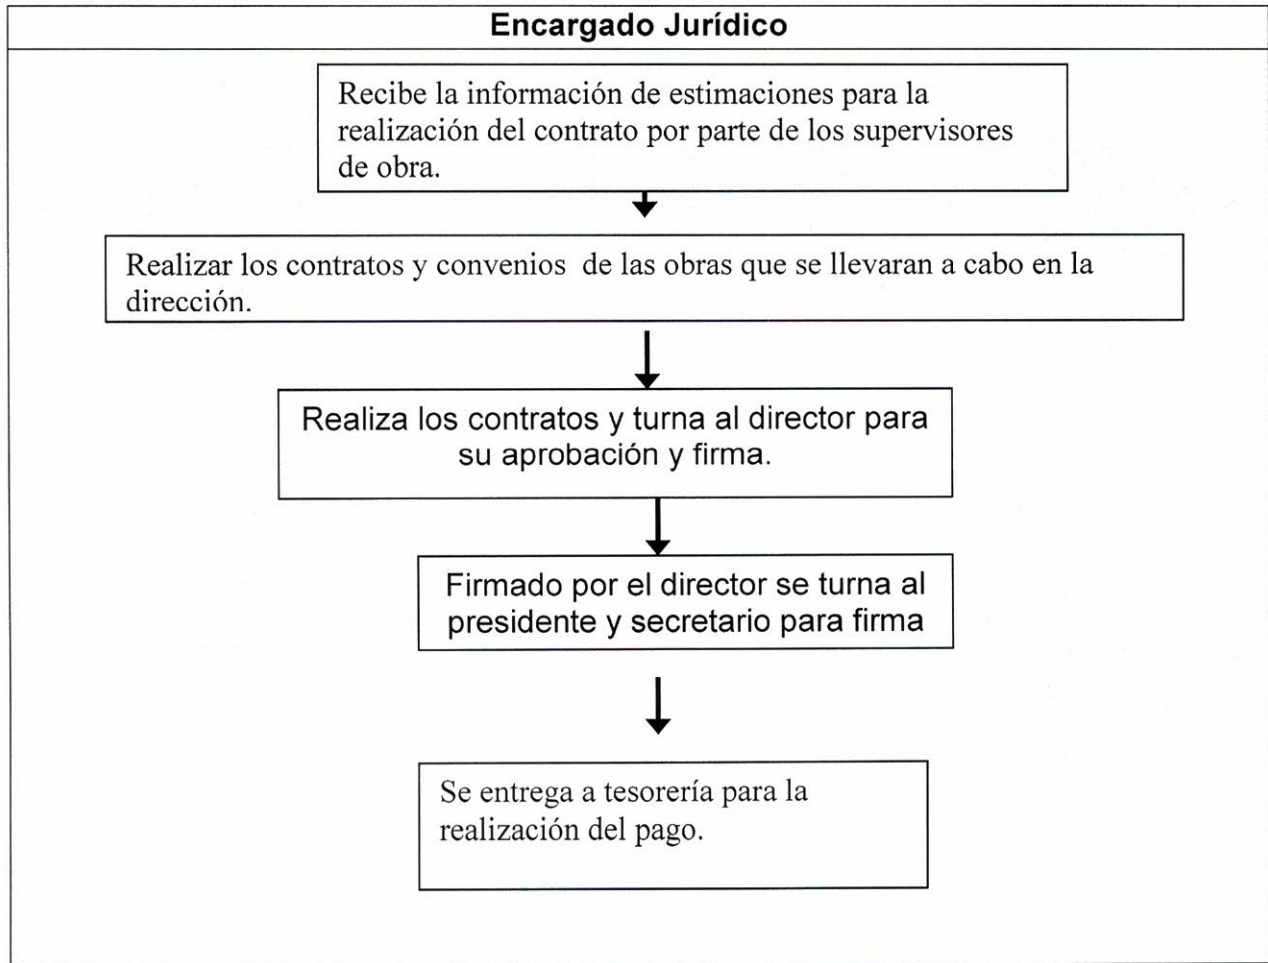 Encargado Jurídico
Recibe la información de estimaciones para la
realización del contrato por parte de los supervisores
de obra.
Realizar los contratos y convenios  de las obras que se llevaran a cabo en la
dirección.
Realiza los contratos y turna al director para
su aprobación y firma.
Firmado por el director se turna al
presidente y secretario para firma
Se entrega a tesorería para la
realización del pago.